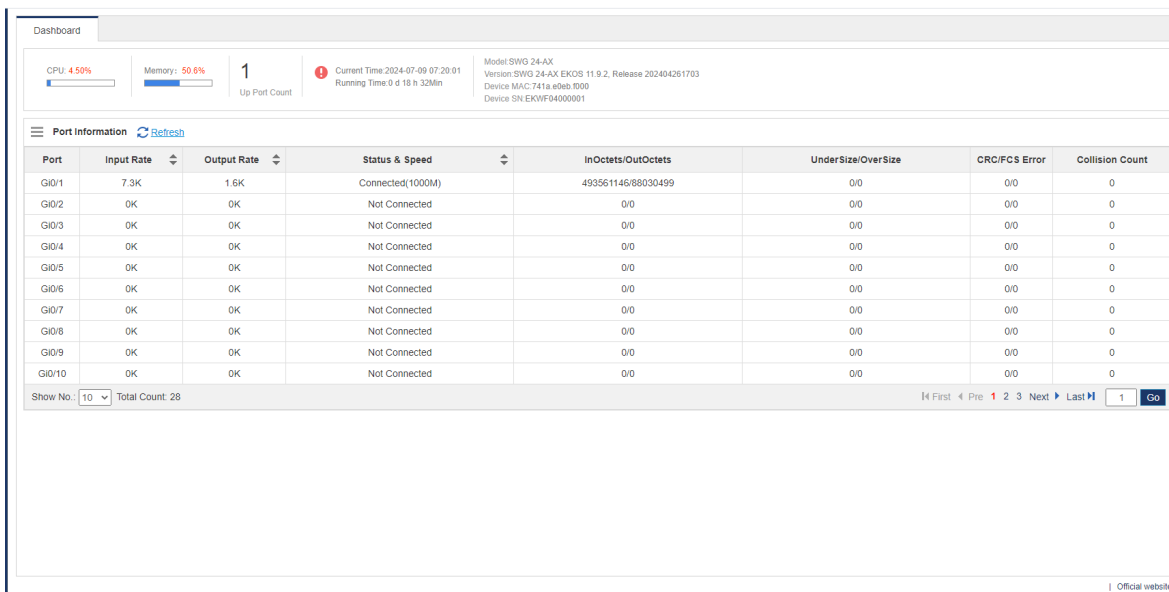 Dashboard
CPU: 4.50%
Memory: 50.6%
1
Up Port Count
Current Time:2024-07-09 07:20:01
Running Time:0 d 18 h 32Min
Model:SWG 24-AX
Version:SWG 24-AX EKOS 11.9.2, Release 202404261703
Device MAC:741a.e0eb.f000
Device SN:EKWF04000001
Port Information Refresh
Port Input Rate Output Rate Status & Speed InOctets/OutOctets UnderSize/OverSize CRC/FCS Error Collision Count
Gi0/1 7.3K 1.6K Connected(1000M) 493561146/88030499 0/0 0/0 0
Gi0/2 0K 0K Not Connected 0/0 0/0 0/0 0
Gi0/3 0K 0K Not Connected 0/0 0/0 0/0 0
Gi0/4 0K 0K Not Connected 0/0 0/0 0/0 0
Gi0/5 0K 0K Not Connected 0/0 0/0 0/0 0
Gi0/6 0K 0K Not Connected 0/0 0/0 0/0 0
Gi0/7 0K 0K Not Connected 0/0 0/0 0/0 0
Gi0/8 0K 0K Not Connected 0/0 0/0 0/0 0
Gi0/9 0K 0K Not Connected 0/0 0/0 0/0 0
Gi0/10 0K 0K Not Connected 0/0 0/0 0/0 0
Show No.: 10 Total Count: 28 First Pre 1 2 3 Next Last 1 Go
| Official website